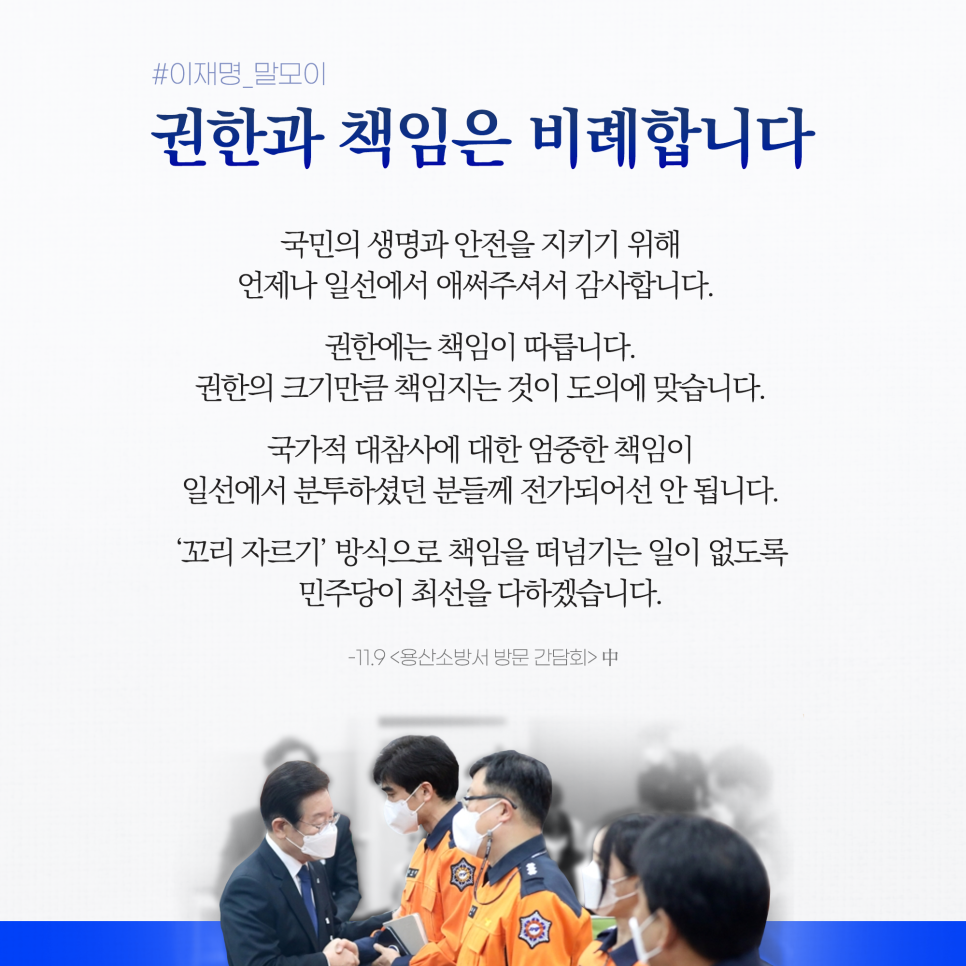 #이재명_말모이
권한과 책임은 비례합니다
국민의 생명과 안전을 지키기 위해
언제나 일선에서 애써주셔서 감사합니다.
권한에는 책임이 따릅니다.
권한의 크기만큼 책임지는 것이 도의에 맞습니다.
국가적 대참사에 대한 엄중한 책임이
일선에서 분투하셨던 분들께 전가되어선 안 됩니다.
‘꼬리 자르기’ 방식으로 책임을 떠넘기는 일이 없도록
민주당이 최선을 다하겠습니다.
-11.9 <용산소방서 방문 간담회> 中